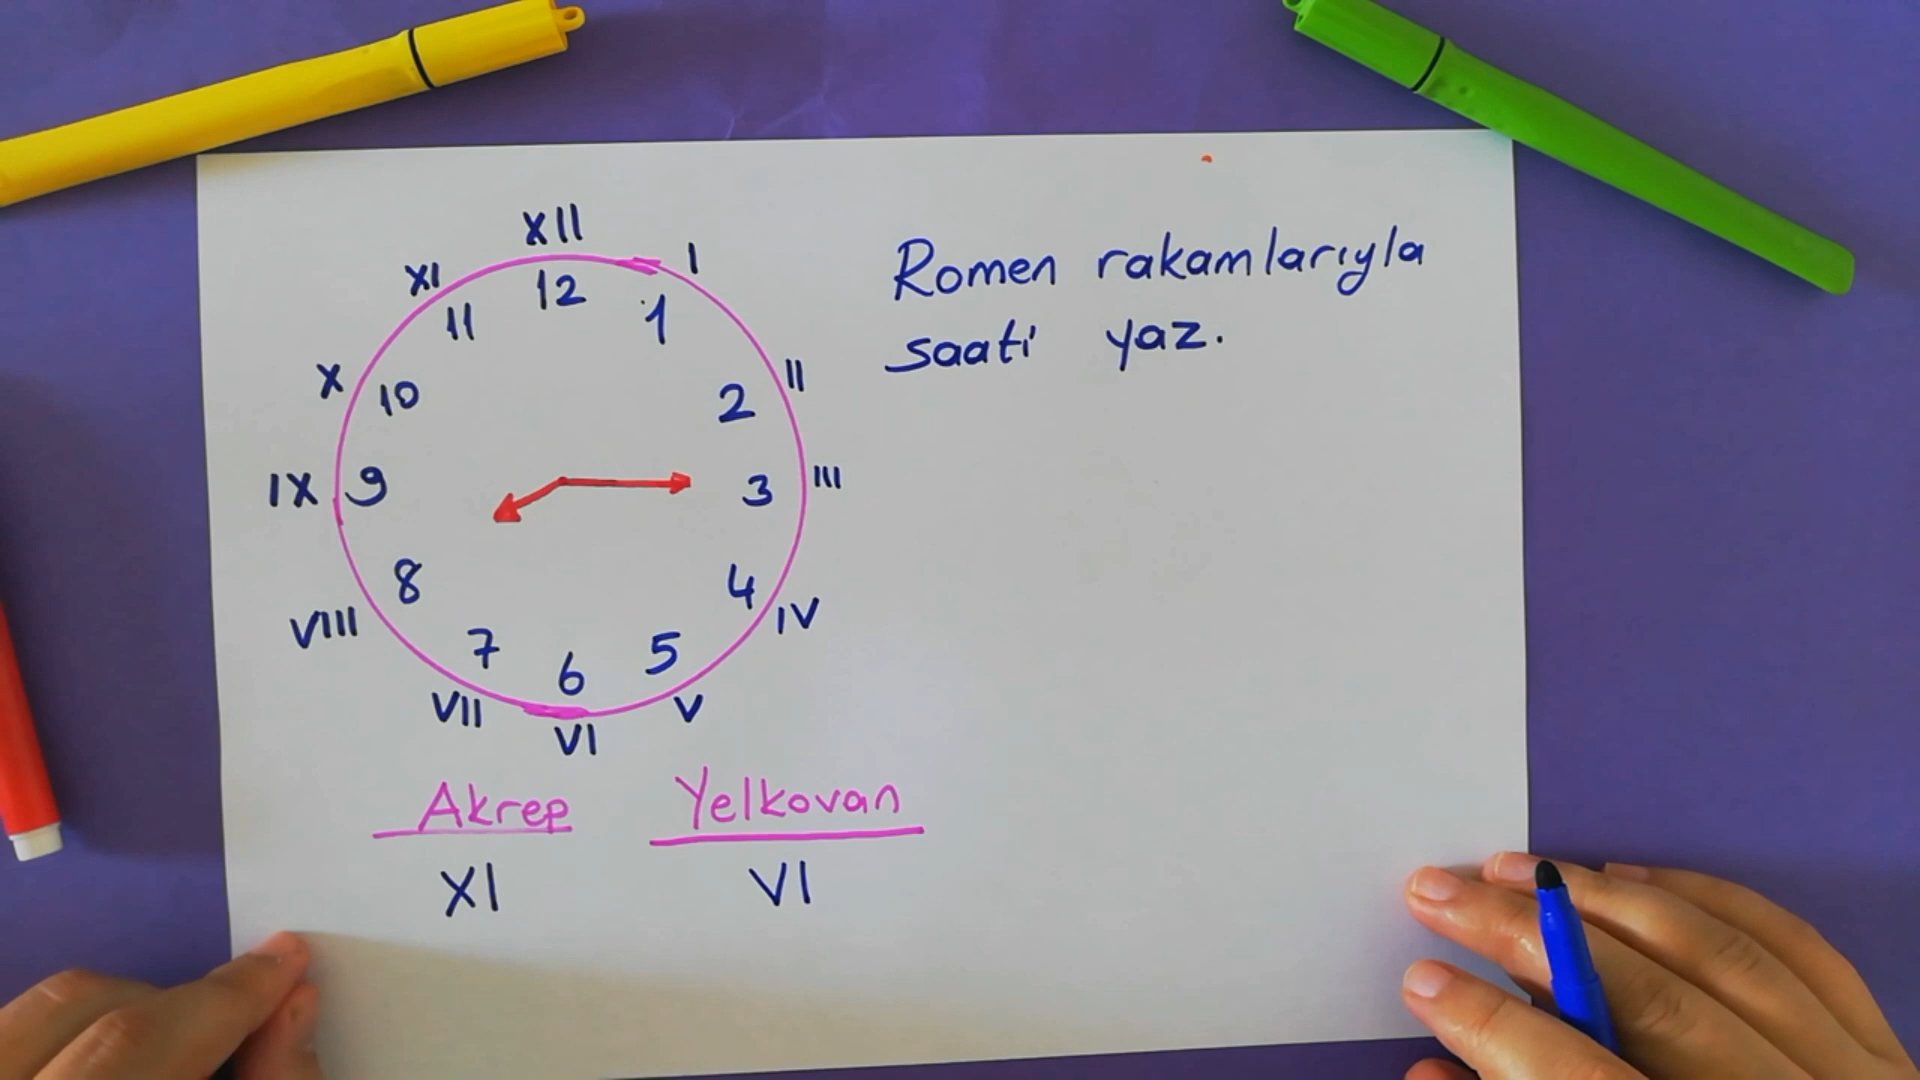 XII
XI
I
12
11
1
X
II
10
2
IX
9
3
III
8
4
VIII
IV
7
5
6
VII
V
VI
Romen rakamlarıyla
saati yaz.
Akrep Yelkovan
XI VI